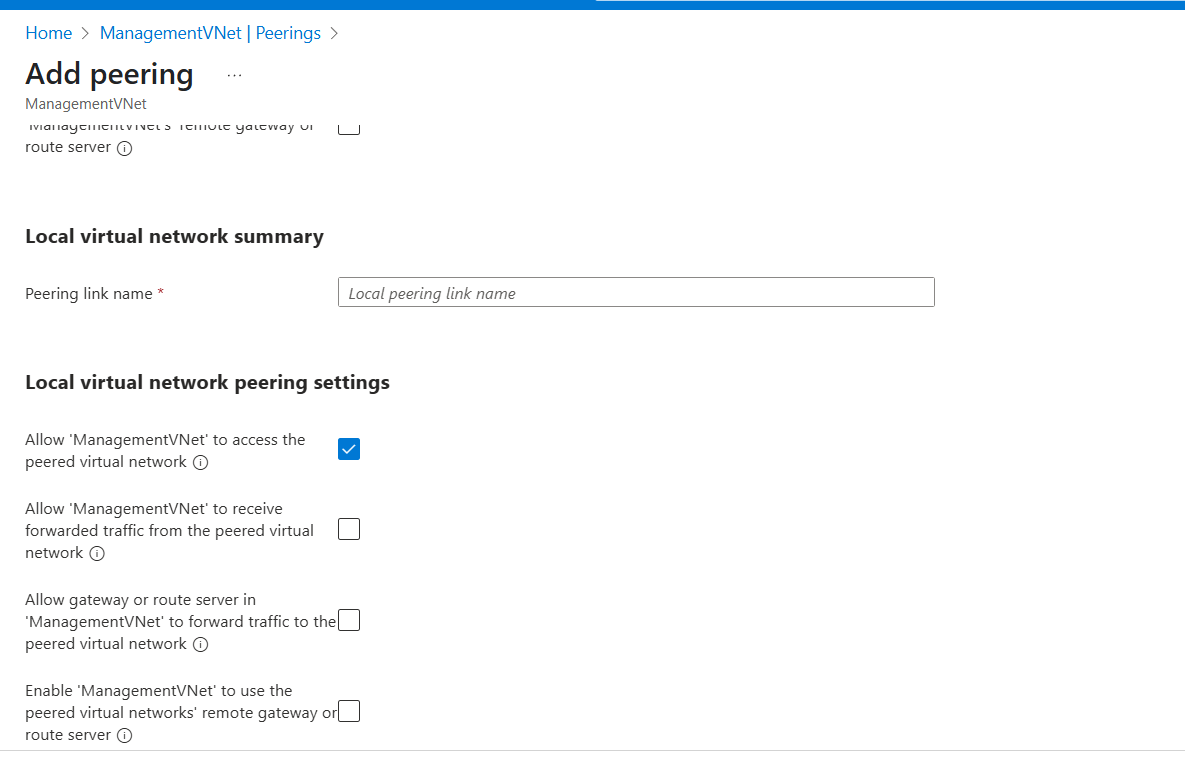 Home > ManagementVNet | Peerings >
Add peering ...
ManagementVNet
'ManagementVNet's' remote gateway or
route server
Local virtual network summary
Peering link name *
Local peering link name
Local virtual network peering settings
Allow 'ManagementVNet' to access the
peered virtual network
Allow 'ManagementVNet' to receive
forwarded traffic from the peered virtual
network
Allow gateway or route server in
'ManagementVNet' to forward traffic to the
peered virtual network
Enable 'ManagementVNet' to use the
peered virtual networks' remote gateway or
route server